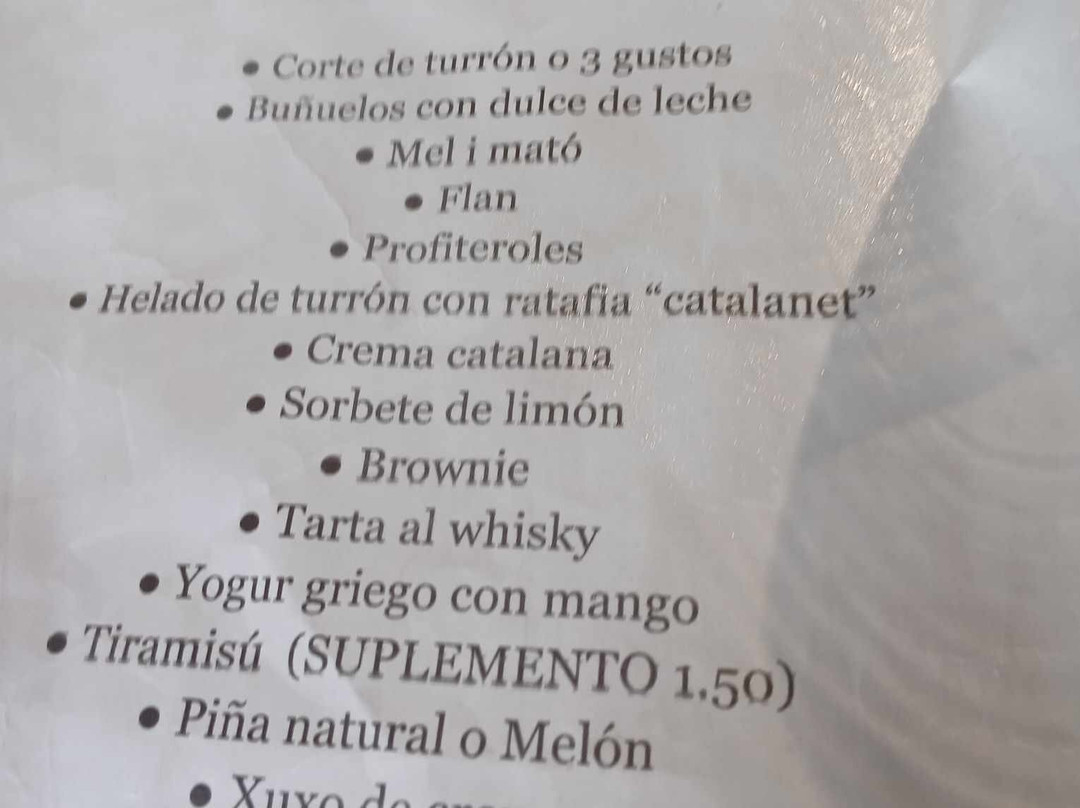 • Corte de turrón o 3 gustos
• Buñuelos con dulce de leche
• Mel i mató
• Flan
• Profiteroles
• Helado de turrón con ratafia “catalanet”
• Crema catalana
• Sorbete de limón
• Brownie
• Tarta al whisky
• Yogur griego con mango
• Tiramisú (SUPLEMENTO 1.50)
• Piña natural o Melón
• Xuxo de